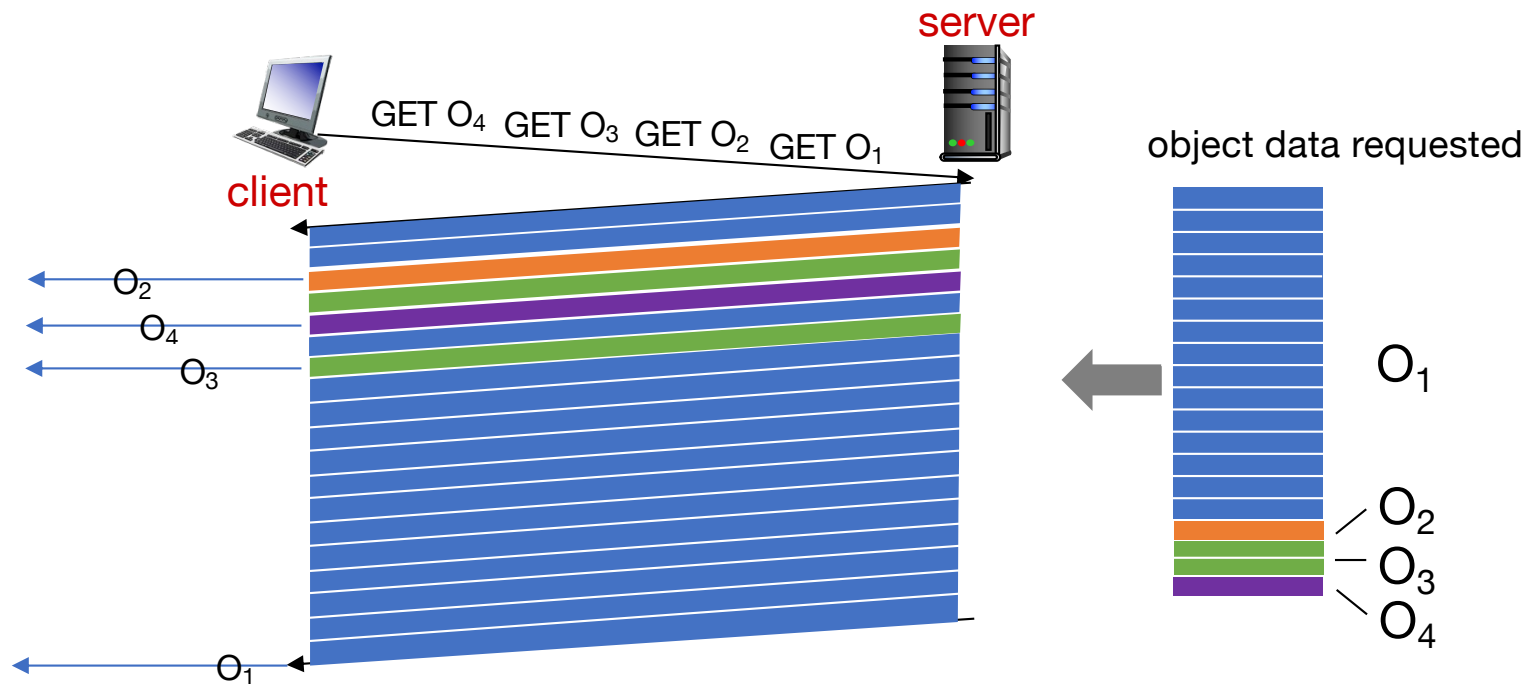 server
GET O₄ GET O₃ GET O₂ GET O₁
object data requested
client
O₂
O₄
O₃
O₁
O₁
O₂
O₃
O₄